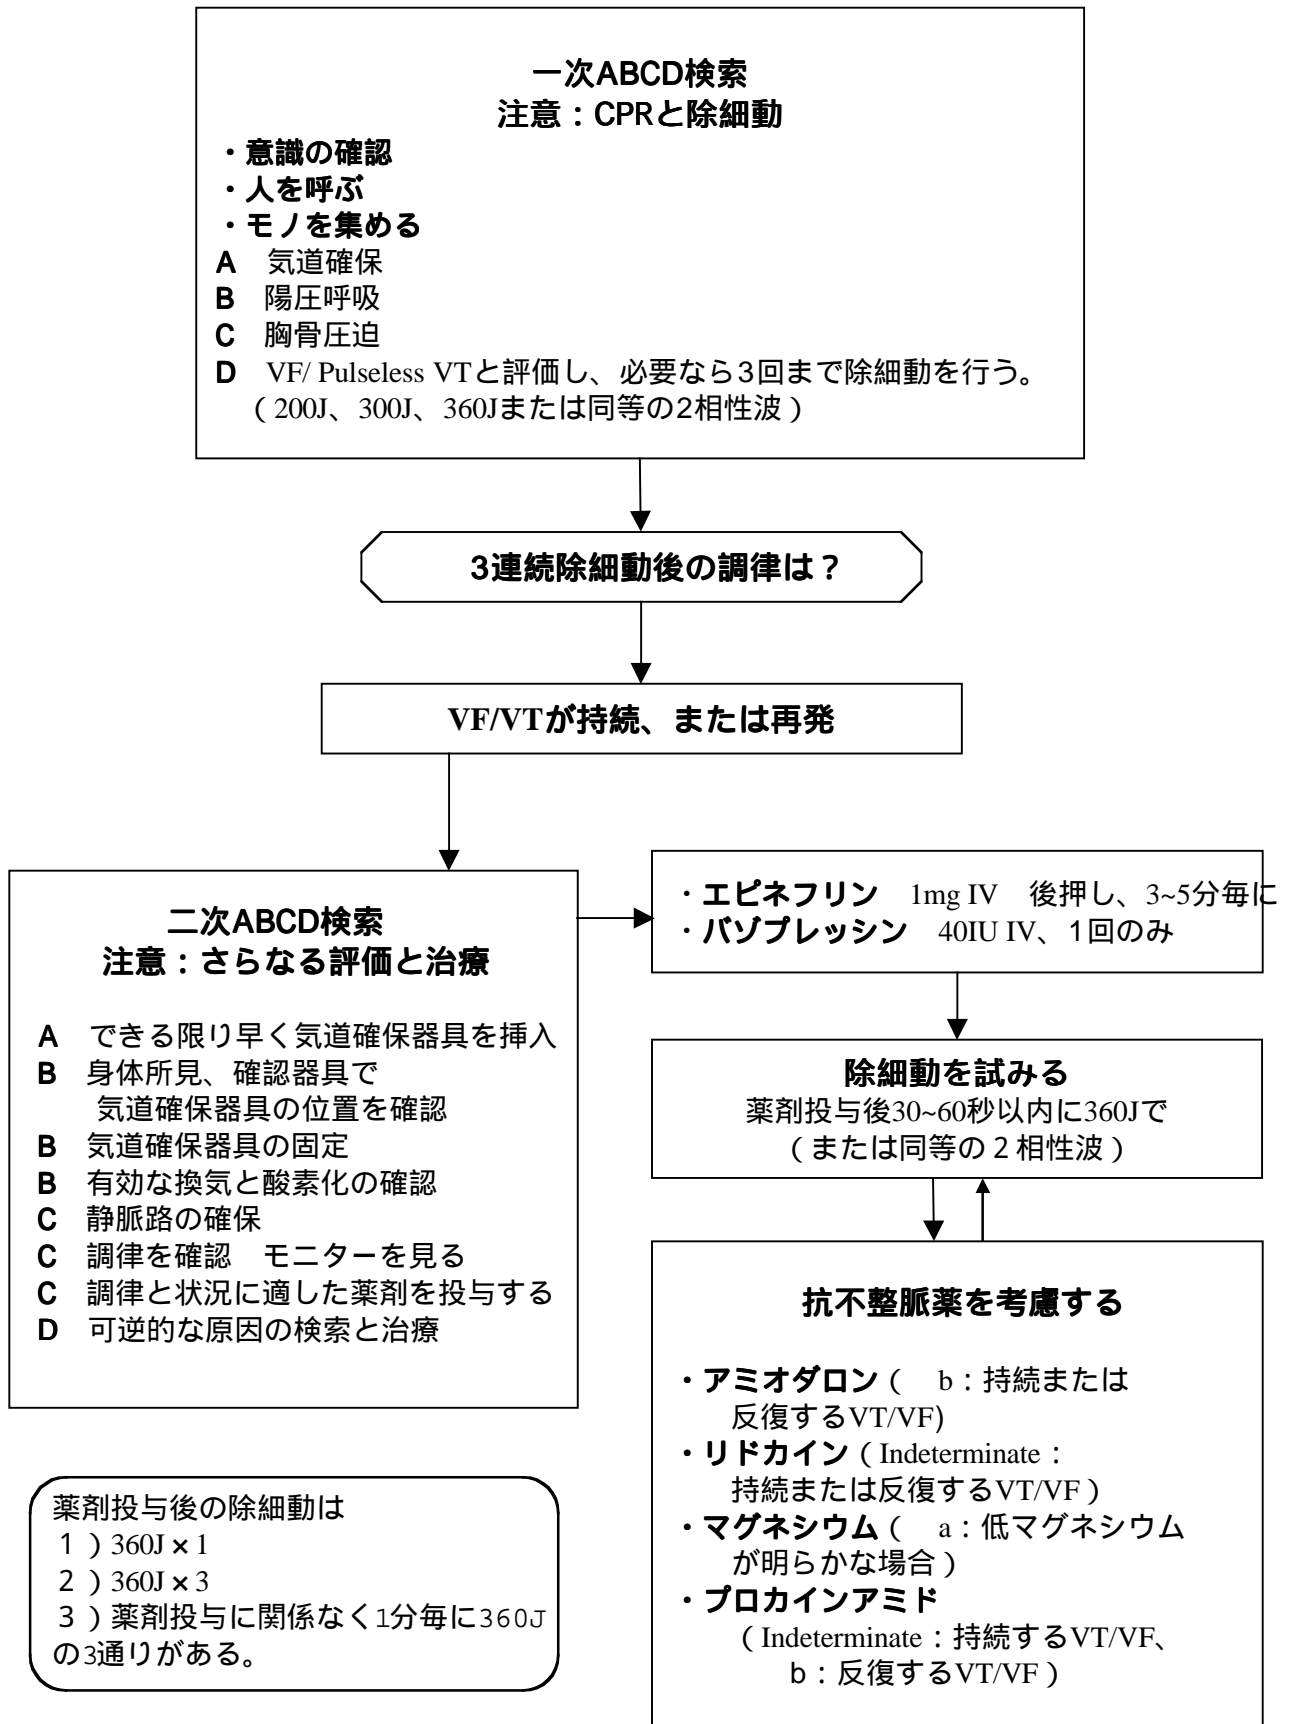 一次ABCD検索
注意：CPRと除細動
・意識の確認
・人を呼ぶ
・モノを集める
A　気道確保
B　陽圧呼吸
C　胸骨圧迫
D　VF/ Pulseless VTと評価し、必要なら3回まで除細動を行う。
（200J、300J、360Jまたは同等の2相性波）
3連続除細動後の調律は？
VF/VTが持続、または再発
二次ABCD検索
注意：さらなる評価と治療
A　できる限り早く気道確保器具を挿入
B　身体所見、確認器具で
気道確保器具の位置を確認
B　気道確保器具の固定
B　有効な換気と酸素化の確認
C　静脈路の確保
C　調律を確認　モニターを見る
C　調律と状況に適した薬剤を投与する
D　可逆的な原因の検索と治療
・エピネフリン　1mg IV　後押し、3~5分毎に
・バゾプレッシン　40IU IV、1回のみ
除細動を試みる
薬剤投与後30~60秒以内に360Jで
（または同等の２相性波）
抗不整脈薬を考慮する
・アミオダロン（　b：持続または
反復するVT/VF)
・リドカイン（Indeterminate：
持続または反復するVT/VF）
・マグネシウム（　a：低マグネシウム
が明らかな場合）
・プロカインアミド
（Indeterminate：持続するVT/VF、
b：反復するVT/VF）
薬剤投与後の除細動は
１）360J×1
２）360J×3
３）薬剤投与に関係なく1分毎に360J
の3通りがある。